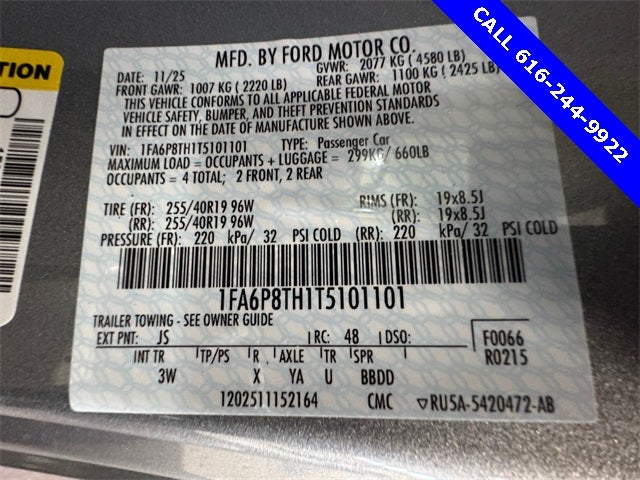 CALL 616-244-9922
TION
MFD. BY FORD MOTOR CO.
DATE: 11/25 GVWR: 2077 KG ( 4580 LB)
FRONT GAWR: 1007 KG ( 2220 LB) REAR GAWR: 1100 KG ( 2425 LB)
THIS VEHICLE CONFORMS TO ALL APPLICABLE FEDERAL MOTOR
VEHICLE SAFETY, BUMPER, AND THEFT PREVENTION STANDARDS
IN EFFECT ON THE DATE OF MANUFACTURE SHOWN ABOVE.
VIN: 1FA6P8TH1T5101101 TYPE: Passenger Car
MAXIMUM LOAD = OCCUPANTS + LUGGAGE = 299KG / 660LB
OCCUPANTS = 4 TOTAL; 2 FRONT, 2 REAR
TIRE (FR): 255/40R19 96W RIMS (FR): 19x8.5J
(RR): 255/40R19 96W (RR): 19x8.5J
PRESSURE (FR): 220 kPa/ 32 PSI COLD (RR): 220 kPa/ 32 PSI COLD
1FA6P8TH1T5101101
TRAILER TOWING - SEE OWNER GUIDE
EXT PNT: JS RC: 48 DSO: F0066
R0215
INT TR TP/PS R AXLE TR SPR
3W X YA U BBDD
1202511152164 CMC ▽RU5A-5420472-AB